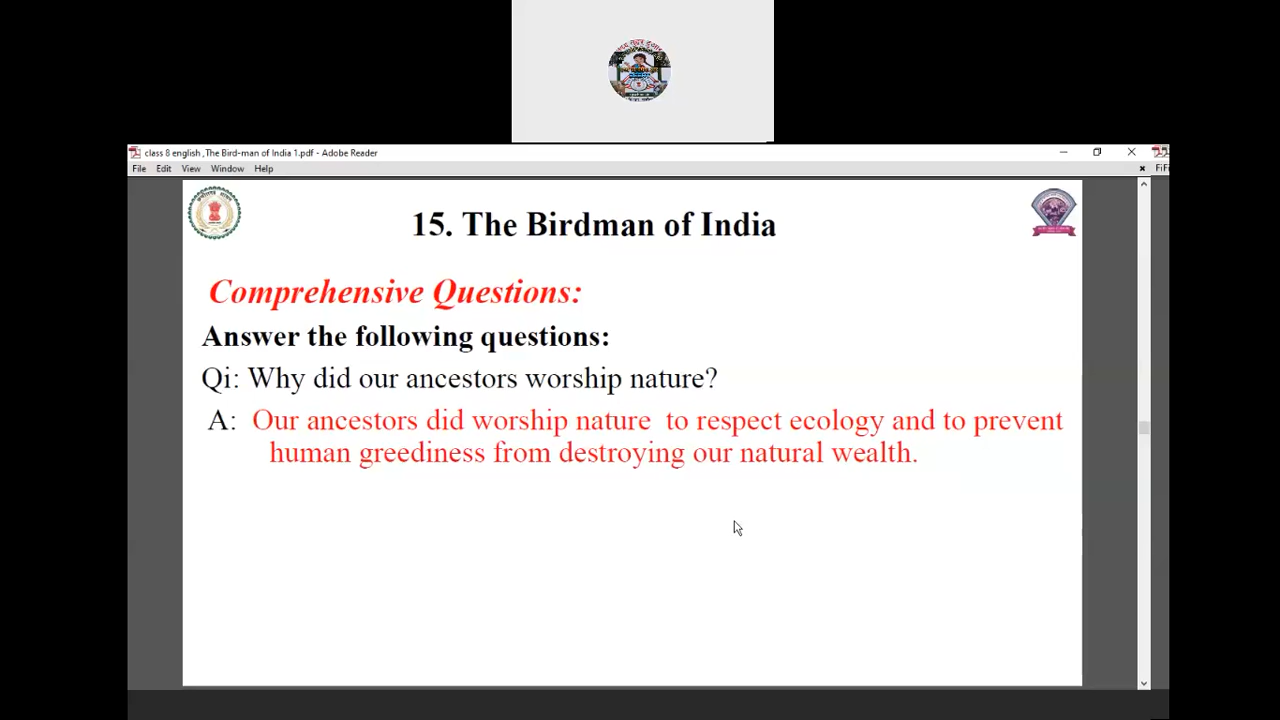 class 8 english ,The Bird-man of India 1.pdf - Adobe Reader
File Edit View Window Help
15. The Birdman of India
Comprehensive Questions:
Answer the following questions:
Qi: Why did our ancestors worship nature?
A: Our ancestors did worship nature to respect ecology and to prevent
human greediness from destroying our natural wealth.